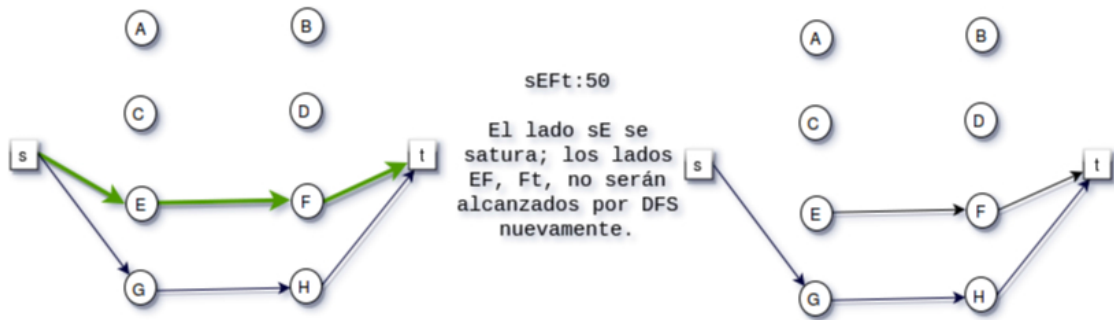 A
B
C
D
s
t
E
F
G
H
sEFt:50
El lado sE se
satura; los lados
EF, Ft, no serán
alcanzados por DFS
nuevamente.
A
B
C
D
s
t
E
F
G
H